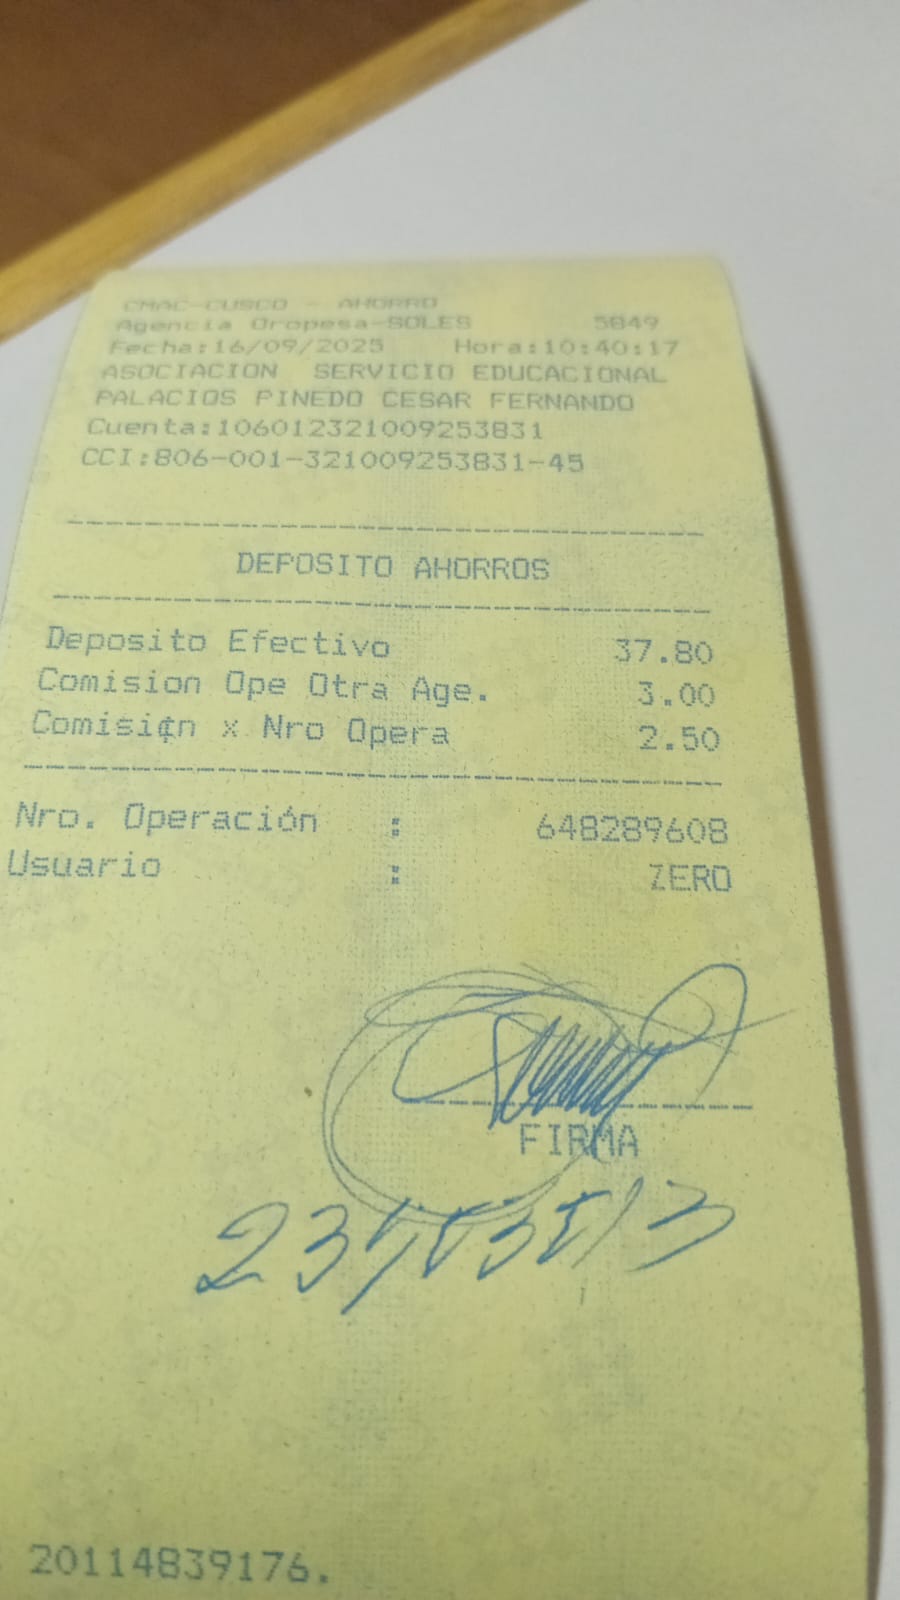 CMAC-CUSCO - AHORRO
Agencia Oropesa-SOLES 5849
Fecha:16/09/2025 Hora:10:40:17
ASOCIACION SERVICIO EDUCACIONAL
PALACIOS PINEDO CESAR FERNANDO
Cuenta:106012321009253831
CCI:806-001-321009253831-45
DEPOSITO AHORROS
Deposito Efectivo 37.80
Comision Ope Otra Age. 3.00
Comisión x Nro Opera 2.50
Nro. Operación : 648289608
Usuario : ZERO
FIRMA
20114839176.